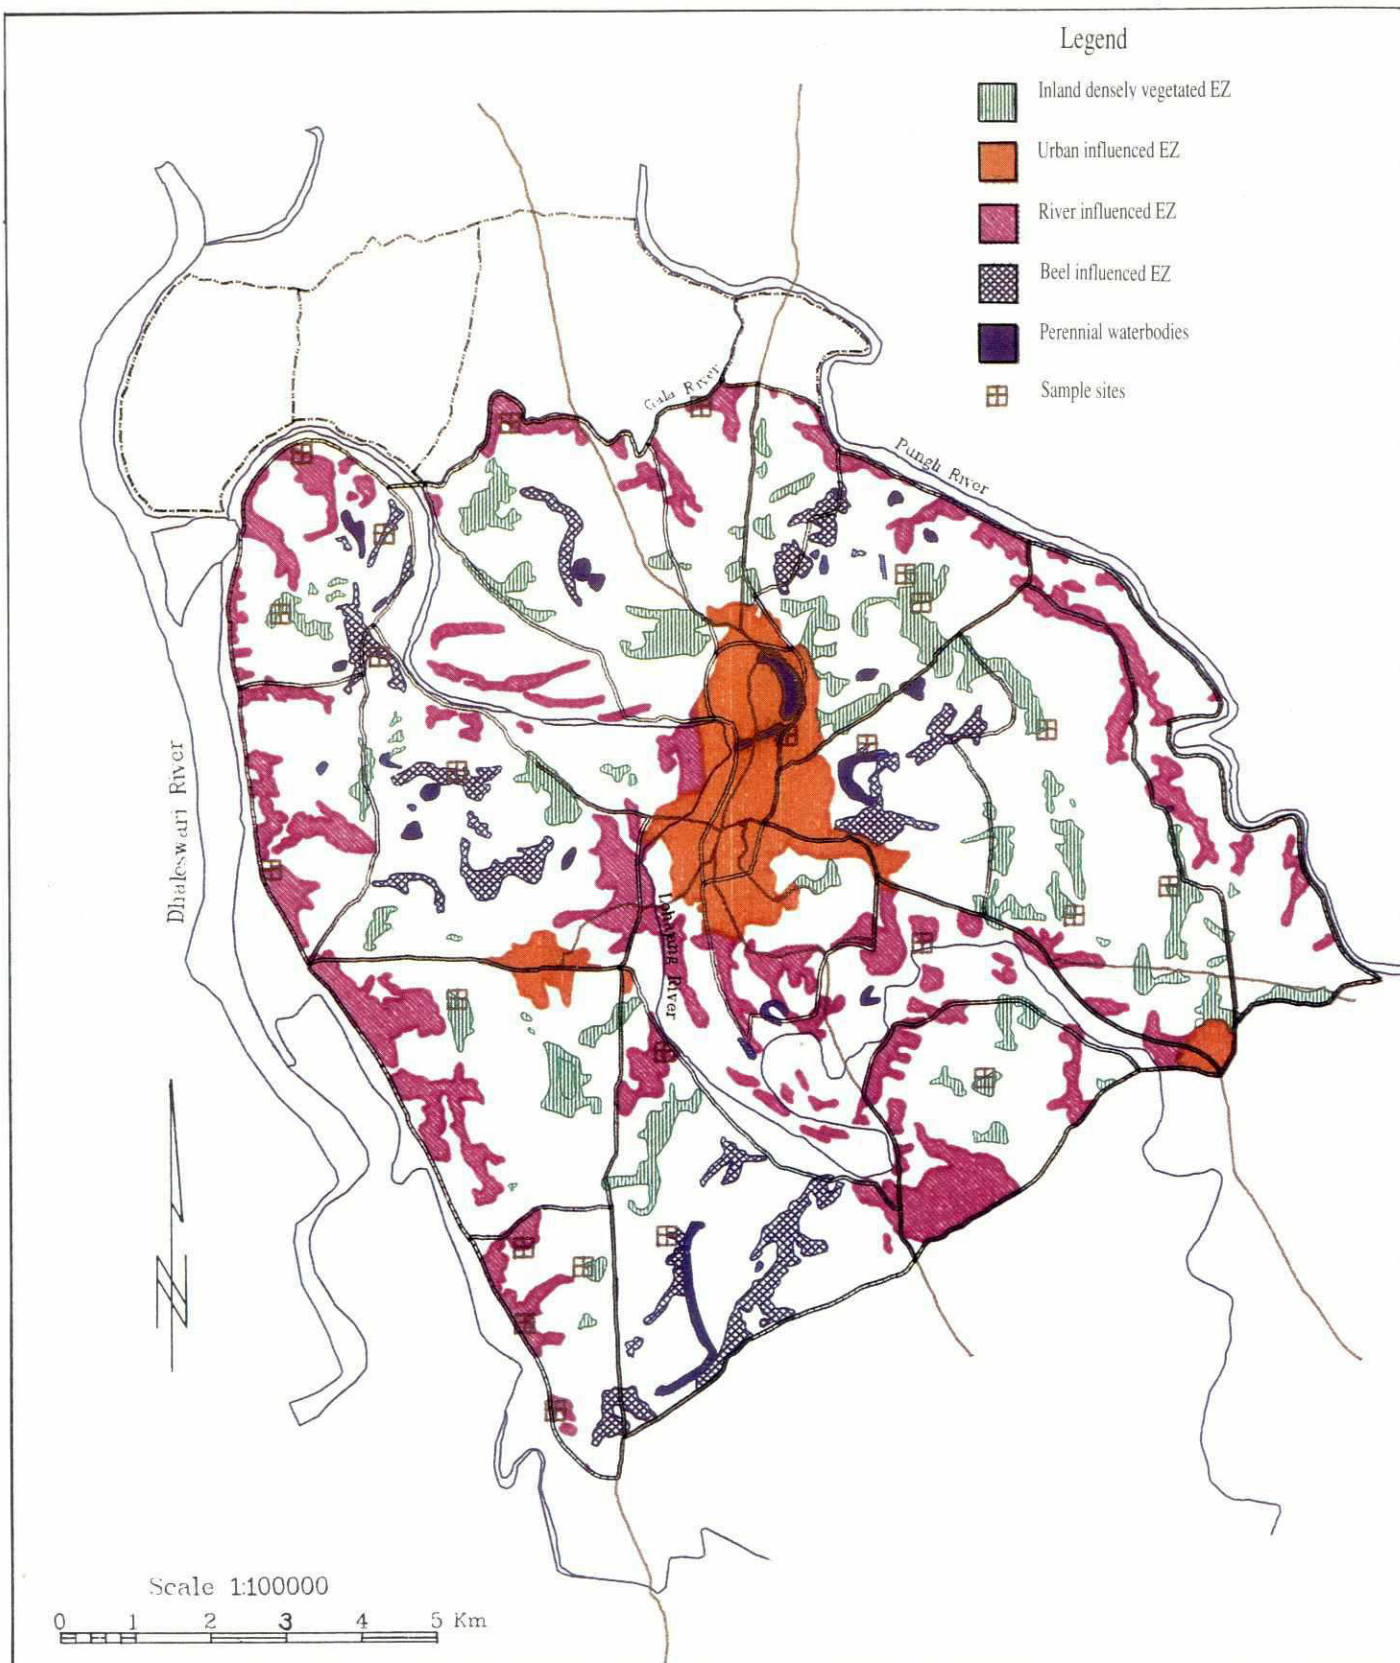 Legend
Inland densely vegetated EZ
Urban influenced EZ
River influenced EZ
Beel influenced EZ
Perennial waterbodies
Sample sites
Gala River
Pungli River
Dhaleswari River
Lohajang River
Scale 1:100000
0 1 2 3 4 5 Km